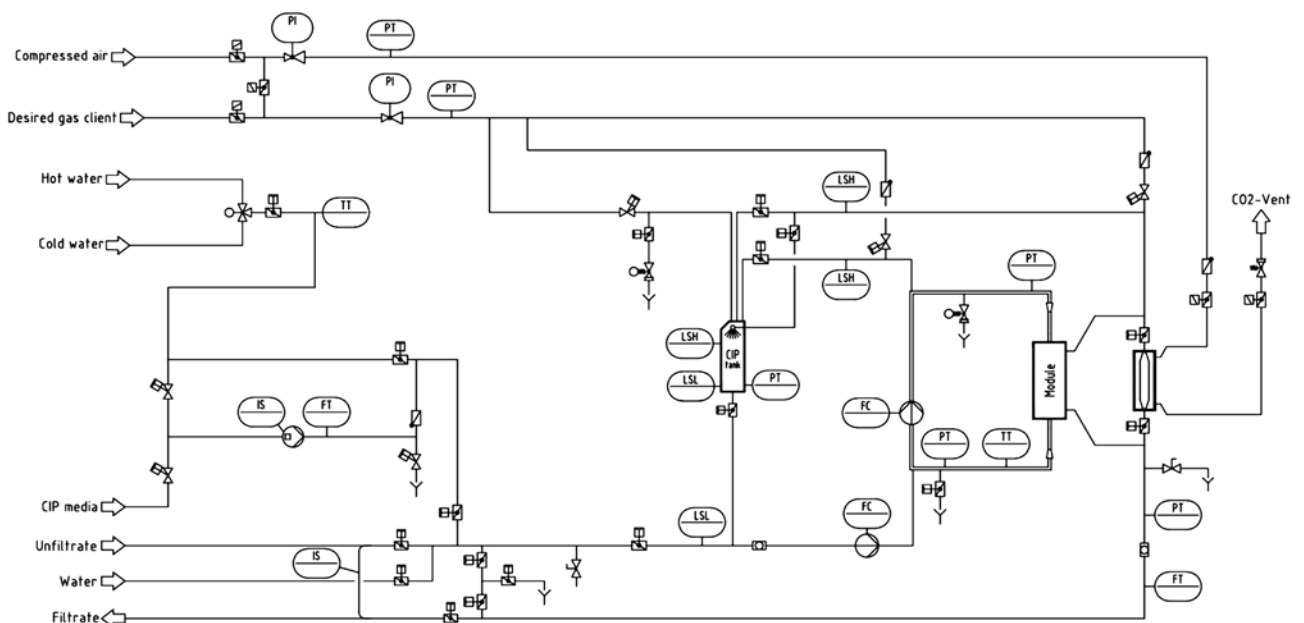 PI
PT
Compressed air
PI
PT
Desired gas client
Hot water
LSH
CO2-Vent
TT
Cold water
LSH
PT
LSH
CIP
tank
LSL
PT
Module
IS
FT
FC
PT
TT
CIP media
LSL
FC
PT
Unfiltrate
IS
Water
FT
Filtrate